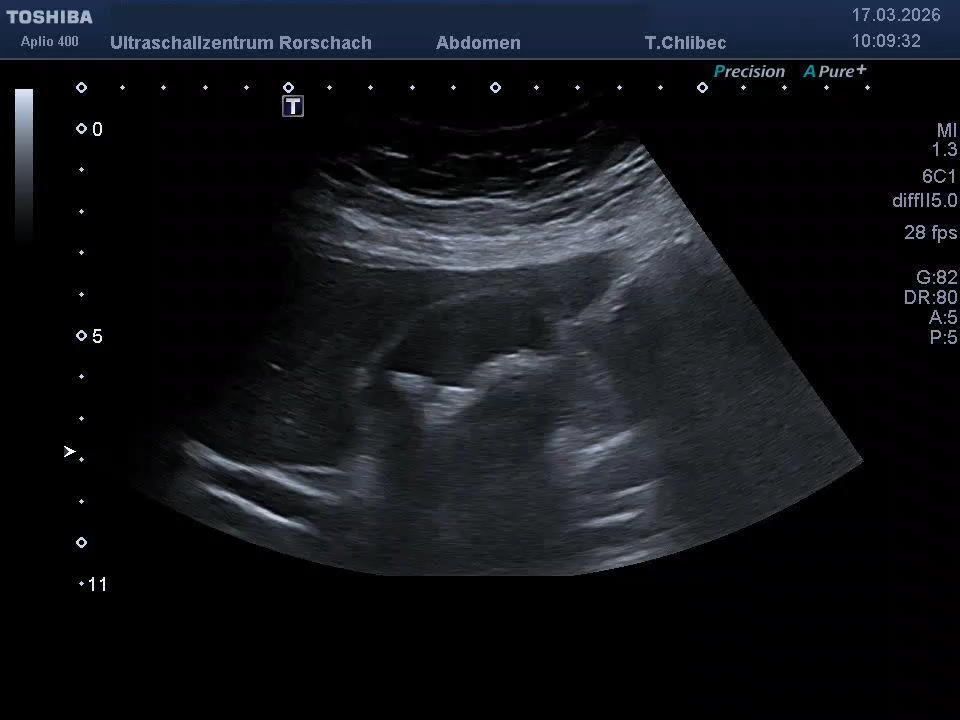 TOSHIBA
Aplio 400
Ultraschallzentrum Rorschach
Abdomen
T.Chlibec
17.03.2026
10:09:32
Precision
APure+
T
0
5
11
MI
1.3
6C1
diffII5.0
28 fps
G:82
DR:80
A:5
P:5